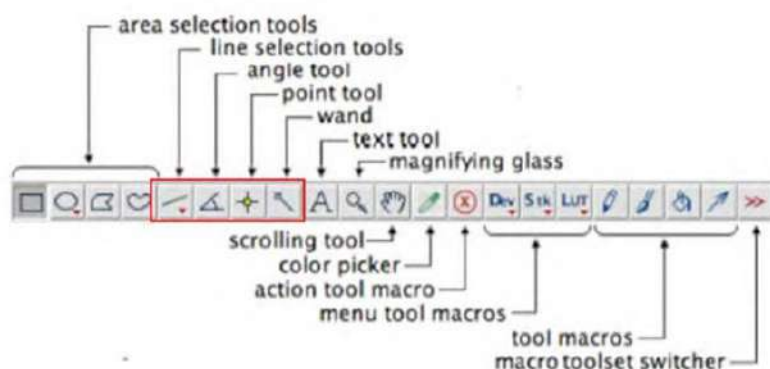 area selection tools
line selection tools
angle tool
point tool
wand
text tool
magnifying glass
A Dev Stk LUT >>
scrolling tool
color picker
action tool macro
menu tool macros
tool macros
macro toolset switcher